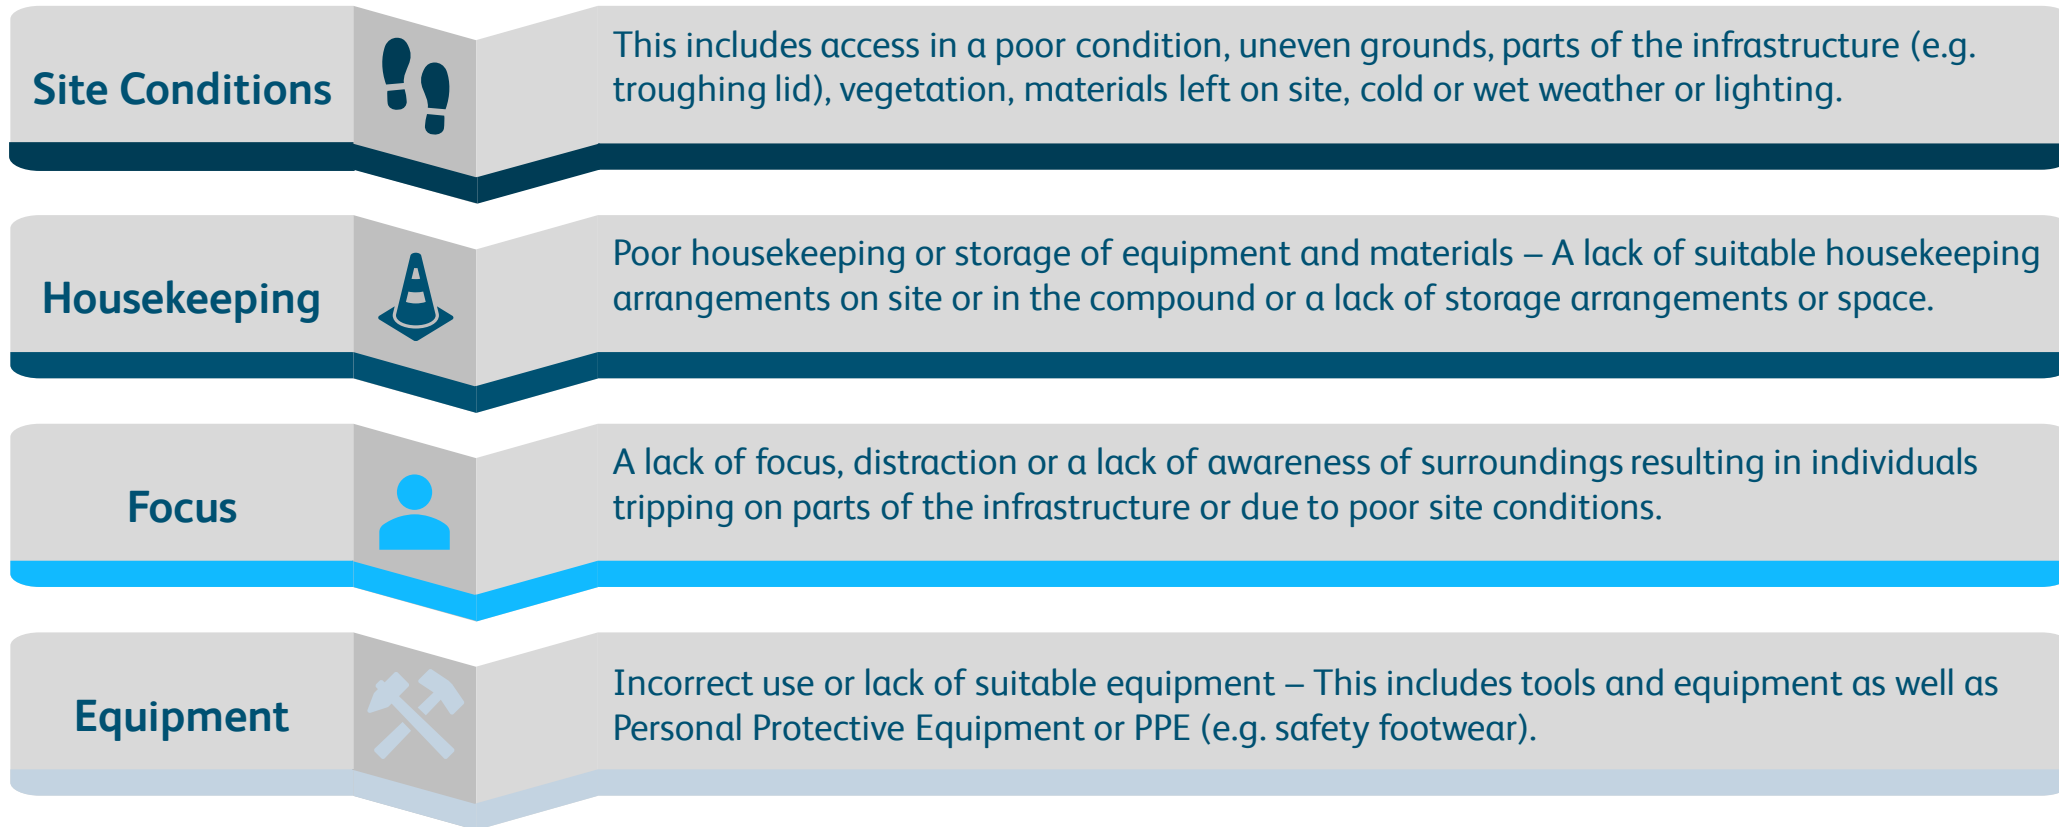 Site Conditions
This includes access in a poor condition, uneven grounds, parts of the infrastructure (e.g.
troughing lid), vegetation, materials left on site, cold or wet weather or lighting.
Housekeeping
Poor housekeeping or storage of equipment and materials – A lack of suitable housekeeping
arrangements on site or in the compound or a lack of storage arrangements or space.
Focus
A lack of focus, distraction or a lack of awareness of surroundings resulting in individuals
tripping on parts of the infrastructure or due to poor site conditions.
Equipment
Incorrect use or lack of suitable equipment – This includes tools and equipment as well as
Personal Protective Equipment or PPE (e.g. safety footwear).